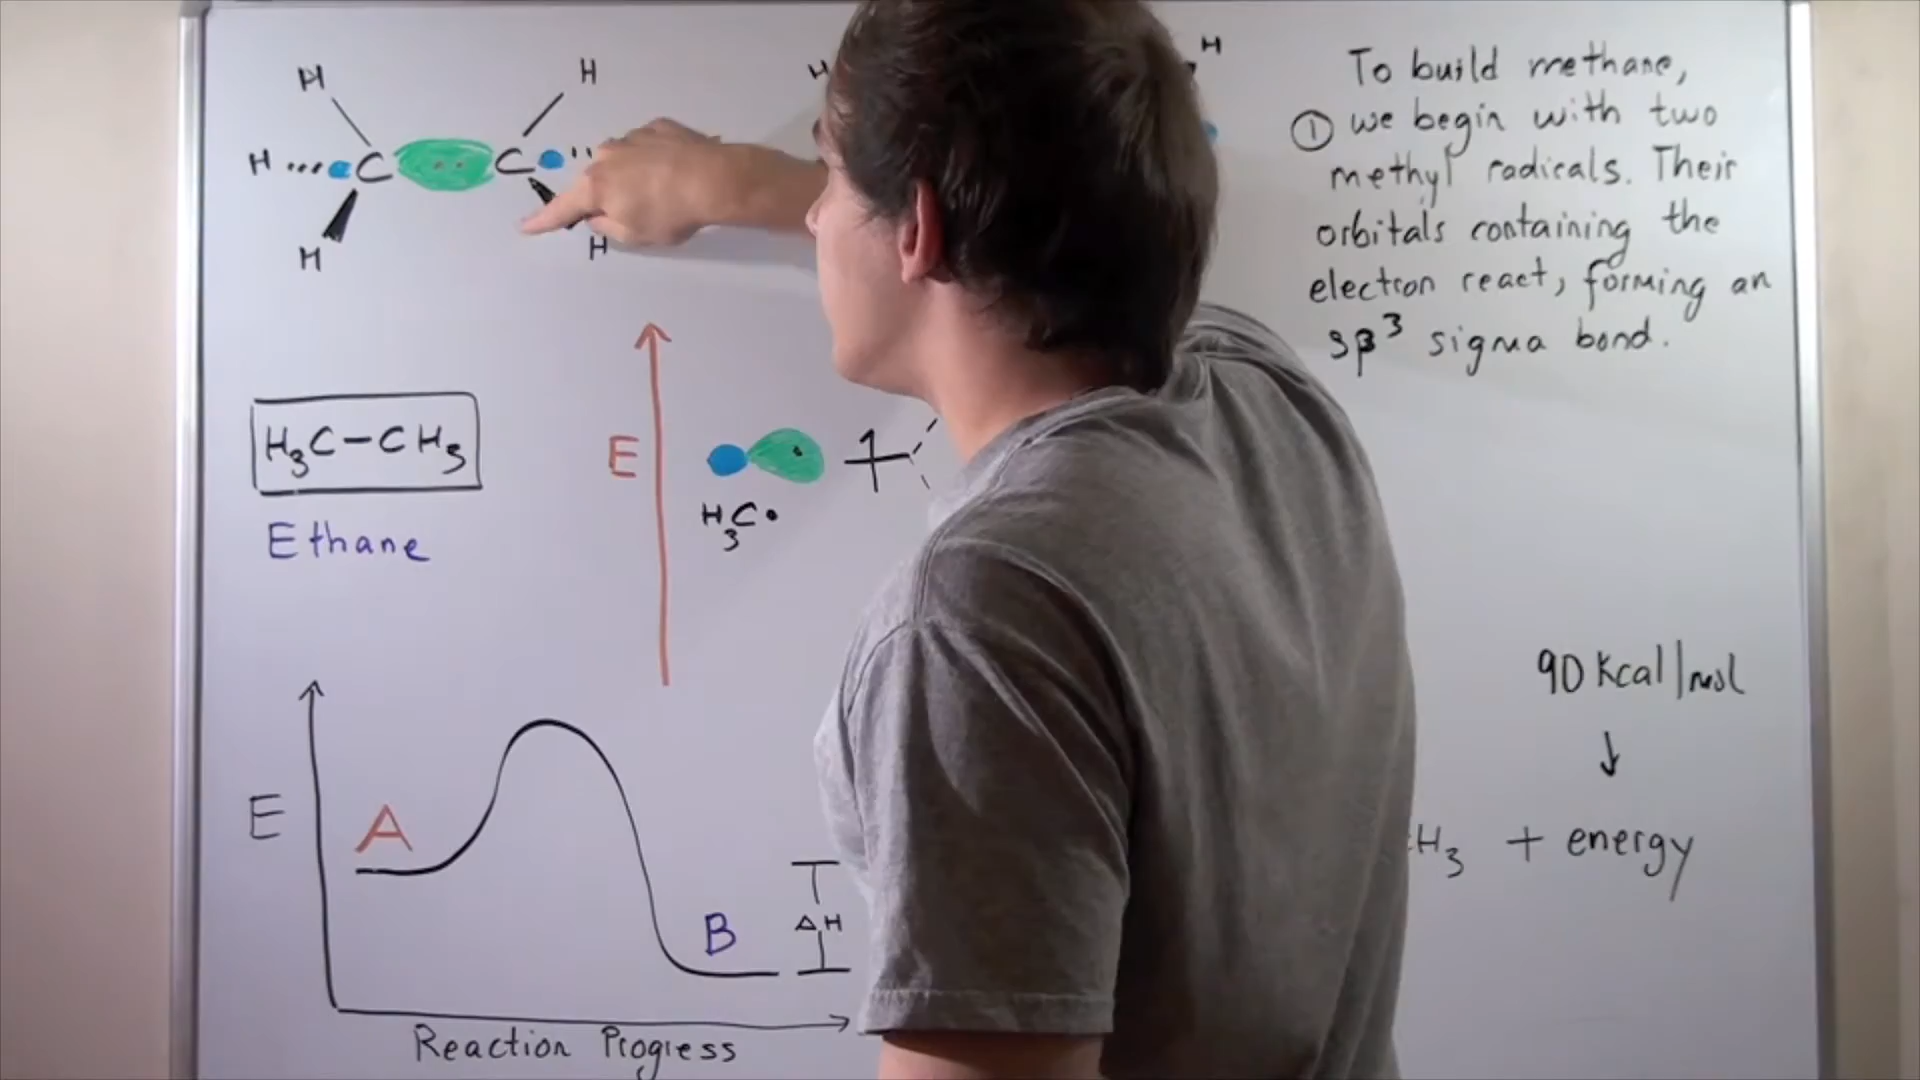 H H H H
H C C
H H
To build methane,
① we begin with two
methyl radicals. Their
orbitals containing the
electron react, forming an
sp³ sigma bond.
H₃C-CH₃
Ethane
E
H₃C•
90 Kcal/mol
↓
H₃ + energy
E
A
B
ΔH
Reaction Progress